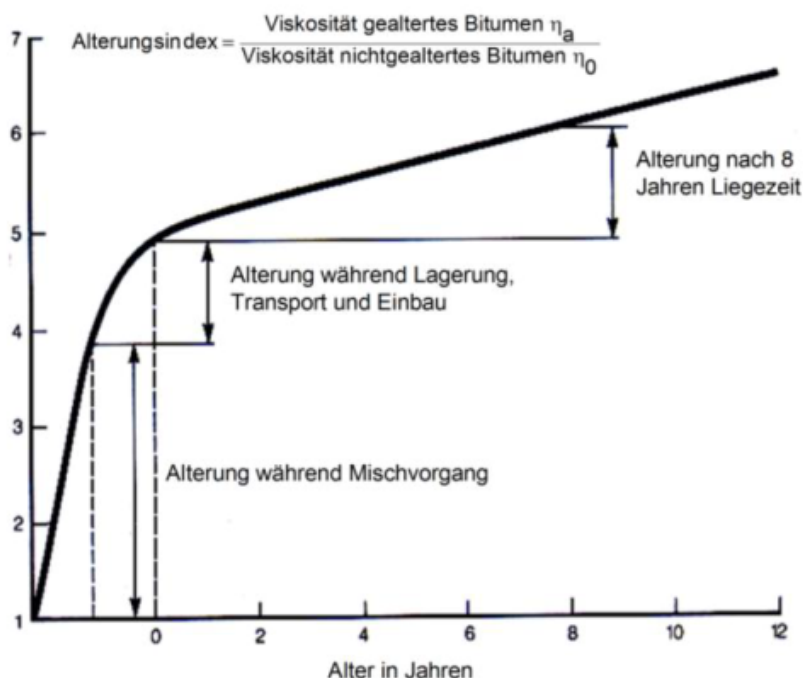 Alterungsindex = Viskosität gealtertes Bitumen ηa
Viskosität nichtgealtertes Bitumen η0
7
6
5
4
3
2
1
Alterung nach 8
Jahren Liegezeit
Alterung während Lagerung,
Transport und Einbau
Alterung während Mischvorgang
0 2 4 6 8 10 12
Alter in Jahren